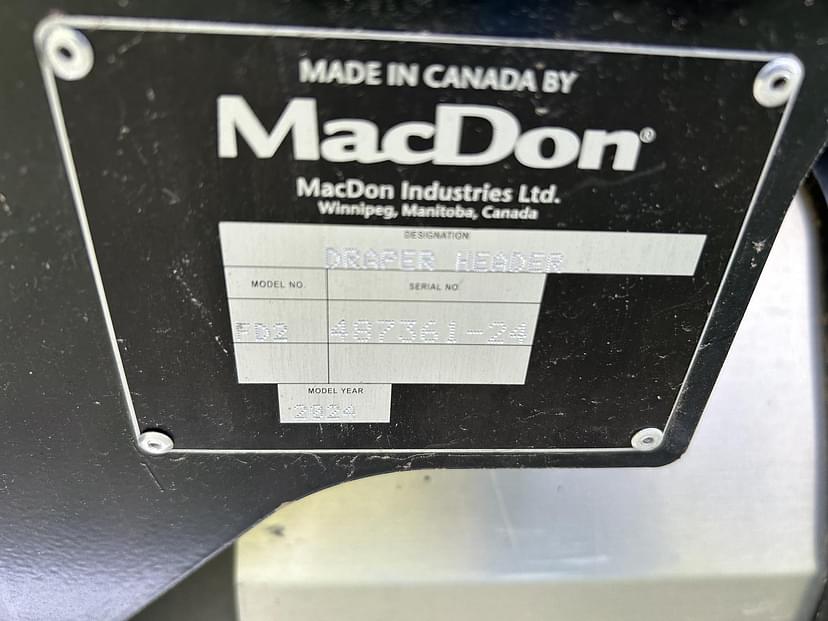 MADE IN CANADA BY
MacDon®
MacDon Industries Ltd.
Winnipeg, Manitoba, Canada
DESIGNATION
DRAPER HEADER
MODEL NO. SERIAL NO.
FD2 487361-24
MODEL YEAR
2024